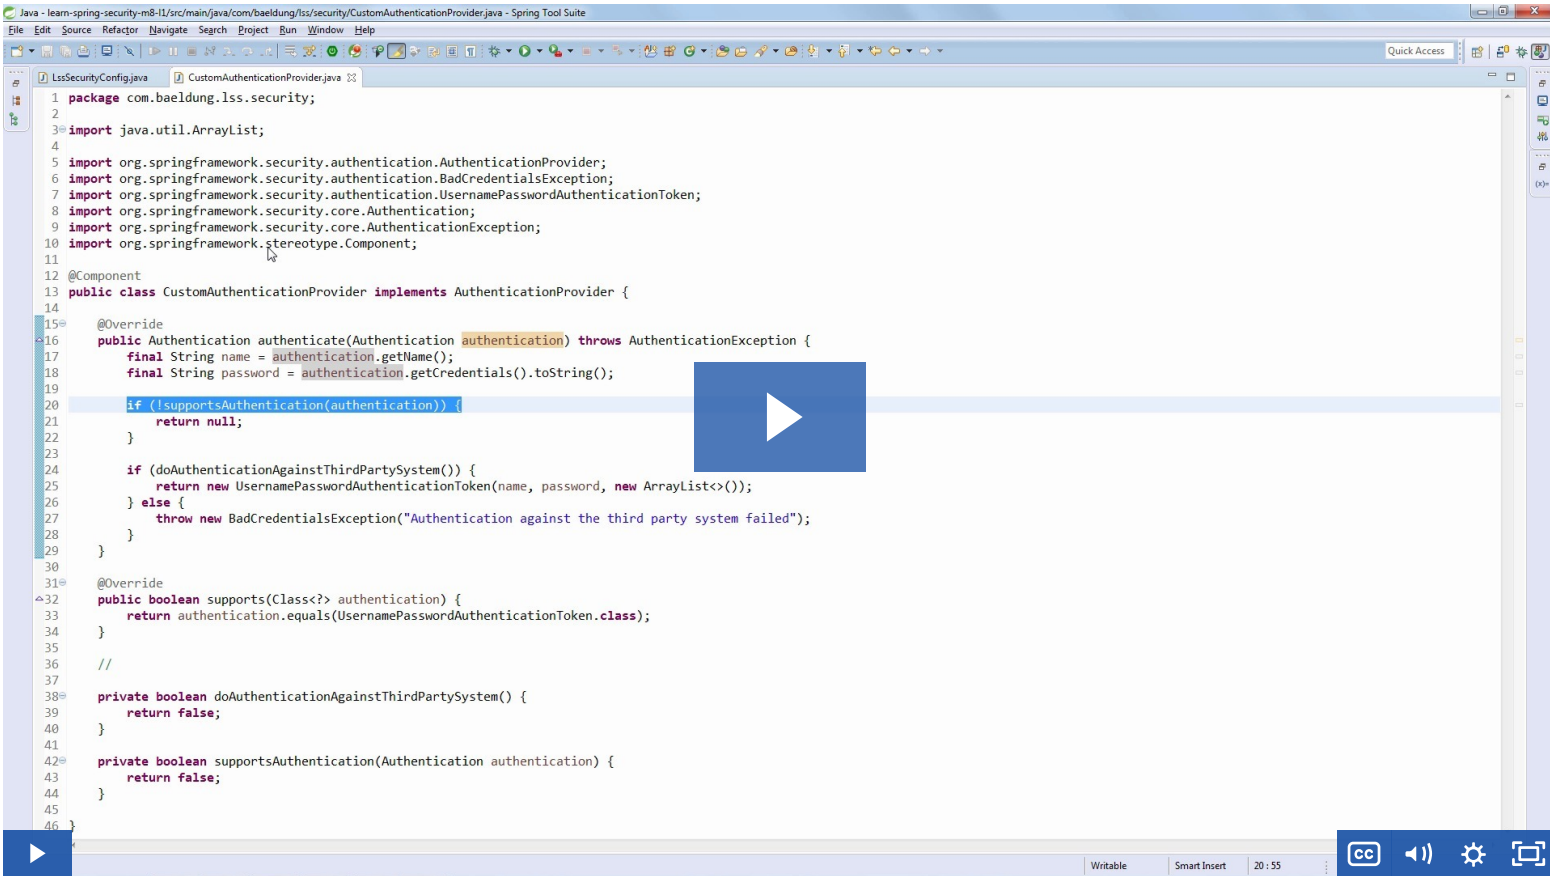 Java - learn-spring-security-m8-l1/src/main/java/com/baeldung/lss/security/CustomAuthenticationProvider.java - Spring Tool Suite
File Edit Source Refactor Navigate Search Project Run Window Help
Quick Access
LssSecurityConfig.java CustomAuthenticationProvider.java
1 package com.baeldung.lss.security;
2
3 import java.util.ArrayList;
4
5 import org.springframework.security.authentication.AuthenticationProvider;
6 import org.springframework.security.authentication.BadCredentialsException;
7 import org.springframework.security.authentication.UsernamePasswordAuthenticationToken;
8 import org.springframework.security.core.Authentication;
9 import org.springframework.security.core.AuthenticationException;
10 import org.springframework.stereotype.Component;
11
12 @Component
13 public class CustomAuthenticationProvider implements AuthenticationProvider {
14
15 @Override
16 public Authentication authenticate(Authentication authentication) throws AuthenticationException {
17 final String name = authentication.getName();
18 final String password = authentication.getCredentials().toString();
19
20 if (!supportsAuthentication(authentication)) {
21 return null;
22 }
23
24 if (doAuthenticationAgainstThirdPartySystem()) {
25 return new UsernamePasswordAuthenticationToken(name, password, new ArrayList<>());
26 } else {
27 throw new BadCredentialsException("Authentication against the third party system failed");
28 }
29 }
30
31 @Override
32 public boolean supports(Class<?> authentication) {
33 return authentication.equals(UsernamePasswordAuthenticationToken.class);
34 }
35
36 //
37
38 private boolean doAuthenticationAgainstThirdPartySystem() {
39 return false;
40 }
41
42 private boolean supportsAuthentication(Authentication authentication) {
43 return false;
44 }
45
46 }
CC
Writable Smart Insert 20 : 55